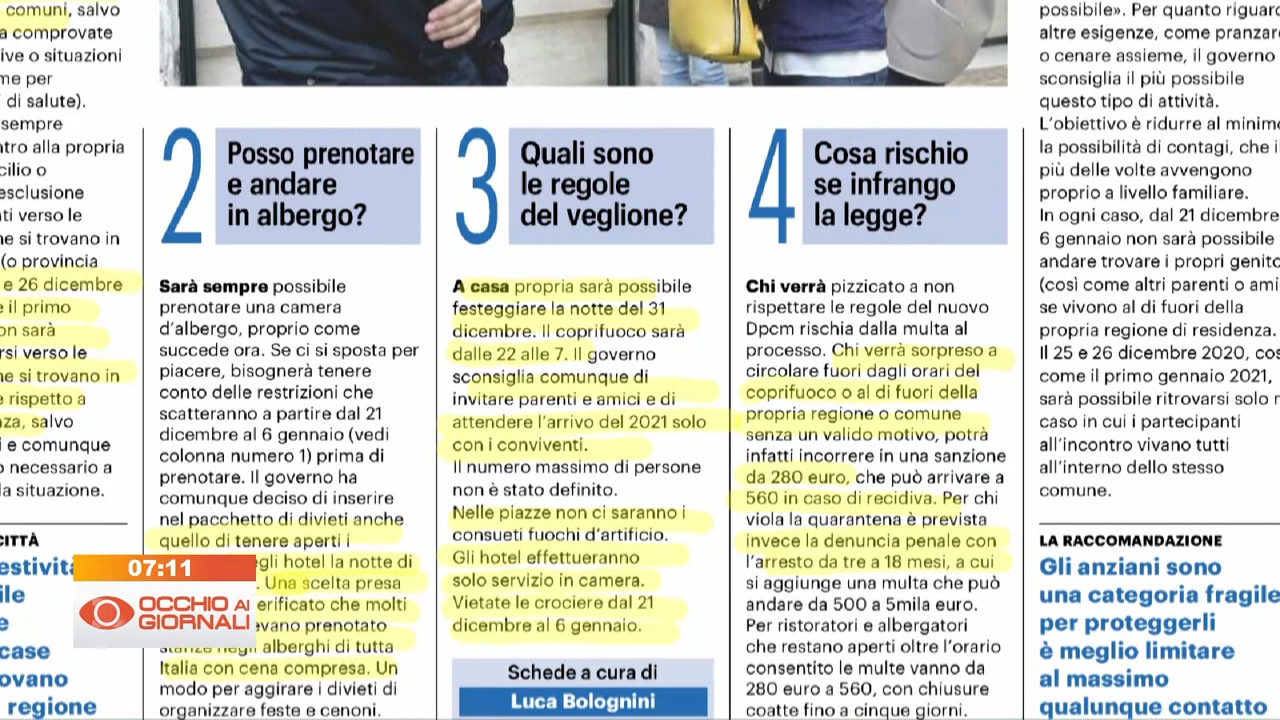 comuni, salvo
a comprovate
ive o situazioni
me per
di salute).
sempre
ntro alla propria
cilio o
esclusione
ti verso le
ne si trovano in
(o provincia
e 26 dicembre
e il primo
on sarà
rsi verso le
ne si trovano in
e rispetto a
nza, salvo
i e comunque
o necessario a
la situazione.
CITTÀ
estivit
ile
e
case
ovano
regione
2
Posso prenotare
e andare
in albergo?
Sarà sempre possibile
prenotare una camera
d'albergo, proprio come
succede ora. Se ci si sposta per
piacere, bisognerà tenere
conto delle restrizioni che
scatteranno a partire dal 21
dicembre al 6 gennaio (vedi
colonna numero 1) prima di
prenotare. Il governo ha
comunque deciso di inserire
nel pacchetto di divieti anche
quello di tenere aperti i
egli hotel la notte di
. Una scelta presa
erificato che molti
evano prenotato
stanze negli alberghi di tutta
Italia con cena compresa. Un
modo per aggirare i divieti di
organizzare feste e cenoni.
3
Quali sono
le regole
del veglione?
A casa propria sarà possibile
festeggiare la notte del 31
dicembre. Il coprifuoco sarà
dalle 22 alle 7. Il governo
sconsiglia comunque di
invitare parenti e amici e di
attendere l'arrivo del 2021 solo
con i conviventi.
Il numero massimo di persone
non è stato definito.
Nelle piazze non ci saranno i
consueti fuochi d'artificio.
Gli hotel effettueranno
solo servizio in camera.
Vietate le crociere dal 21
dicembre al 6 gennaio.
Schede a cura di
Luca Bolognini
4
Cosa rischio
se infrango
la legge?
Chi verrà pizzicato a non
rispettare le regole del nuovo
Dpcm rischia dalla multa al
processo. Chi verrà sorpreso a
circolare fuori dagli orari del
coprifuoco o al di fuori della
propria regione o comune
senza un valido motivo, potrà
infatti incorrere in una sanzione
da 280 euro, che può arrivare a
560 in caso di recidiva. Per chi
viola la quarantena è prevista
invece la denuncia penale con
l'arresto da tre a 18 mesi, a cui
si aggiunge una multa che può
andare da 500 a 5mila euro.
Per ristoratori e albergatori
che restano aperti oltre l'orario
consentito le multe vanno da
280 euro a 560, con chiusure
coatte fino a cinque giorni.
possibile». Per quanto riguar
altre esigenze, come pranzar
o cenare assieme, il governo
sconsiglia il più possibile
questo tipo di attività.
L'obiettivo è ridurre al minim
la possibilità di contagi, che i
più delle volte avvengono
proprio a livello familiare.
In ogni caso, dal 21 dicembre
6 gennaio non sarà possibile
andare trovare i propri genito
(così come altri parenti o ami
se vivono al di fuori della
propria regione di residenza.
Il 25 e 26 dicembre 2020, cos
come il primo gennaio 2021,
sarà possibile ritrovarsi solo n
caso in cui i partecipanti
all'incontro vivano tutti
all'interno dello stesso
comune.
LA RACCOMANDAZIONE
Gli anziani sono
una categoria fragile
per proteggerli
è meglio limitare
al massimo
qualunque contatto
07:11
OCCHIO AI
GIORNALI